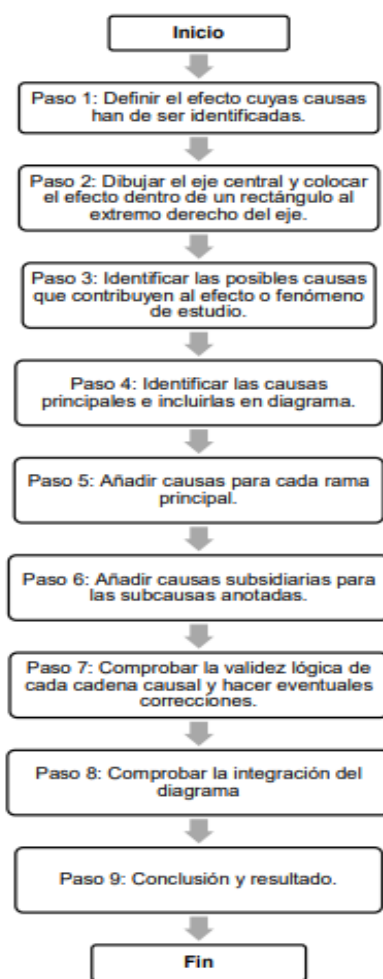 Inicio
Paso 1: Definir el efecto cuyas causas
han de ser identificadas.
Paso 2: Dibujar el eje central y colocar
el efecto dentro de un rectángulo al
extremo derecho del eje.
Paso 3: Identificar las posibles causas
que contribuyen al efecto o fenómeno
de estudio.
Paso 4: Identificar las causas
principales e incluirlas en diagrama.
Paso 5: Añadir causas para cada rama
principal.
Paso 6: Añadir causas subsidiarias para
las subcausas anotadas.
Paso 7: Comprobar la validez lógica de
cada cadena causal y hacer eventuales
correcciones.
Paso 8: Comprobar la integración del
diagrama
Paso 9: Conclusión y resultado.
Fin